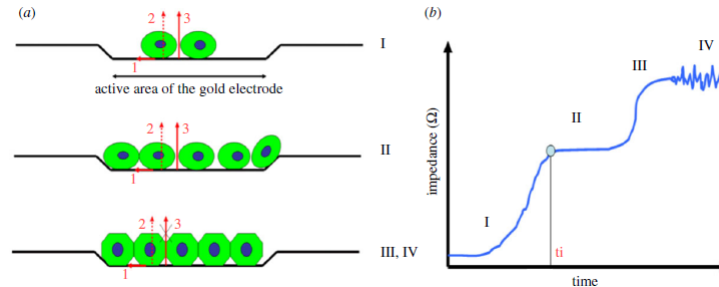 (a)
2 3
I
1
active area of the gold electrode
2 3
II
1
2 3
III, IV
1
(b)
impedance (Ω)
I
II
III
IV
ti
time